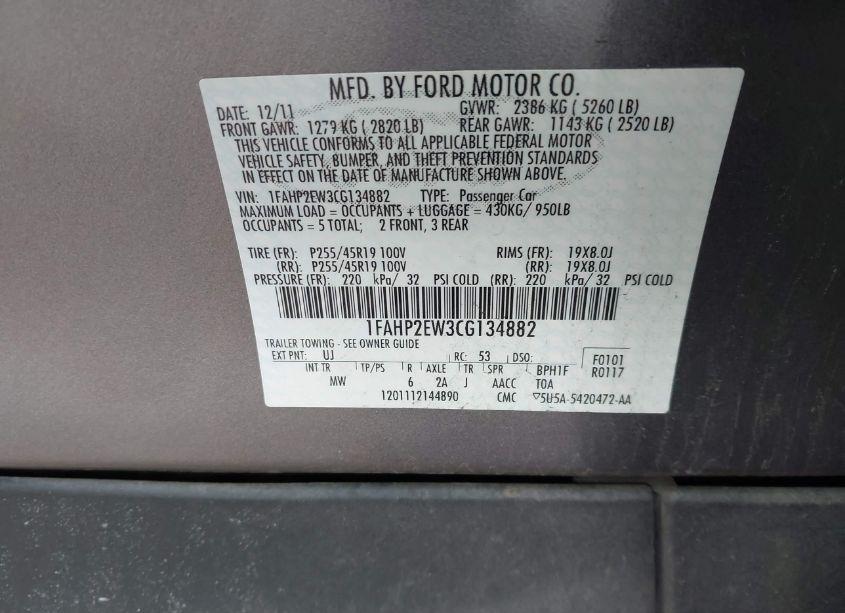 MFD. BY FORD MOTOR CO.
DATE: 12/11 GVWR: 2386 KG ( 5260 LB)
FRONT GAWR: 1279 KG ( 2820 LB) REAR GAWR: 1143 KG ( 2520 LB)
THIS VEHICLE CONFORMS TO ALL APPLICABLE FEDERAL MOTOR
VEHICLE SAFETY, BUMPER, AND THEFT PREVENTION STANDARDS
IN EFFECT ON THE DATE OF MANUFACTURE SHOWN ABOVE.
VIN: 1FAHP2EW3CG134882 TYPE: Passenger Car
MAXIMUM LOAD = OCCUPANTS + LUGGAGE = 430KG/ 950LB
OCCUPANTS = 5 TOTAL; 2 FRONT, 3 REAR
TIRE (FR): P255/45R19 100V RIMS (FR): 19X8.0J
(RR): P255/45R19 100V (RR): 19X8.0J
PRESSURE (FR): 220 kPa/ 32 PSI COLD (RR): 220 kPa/ 32 PSI COLD
1FAHP2EW3CG134882
TRAILER TOWING - SEE OWNER GUIDE
EXT PNT: UJ RC: 53 DSO: F0101
INT TR TP/PS R AXLE TR SPR BPH1F R0117
MW 6 2A J AACC TOA
1201112144890 CMC ▽5U5A-5420472-AA